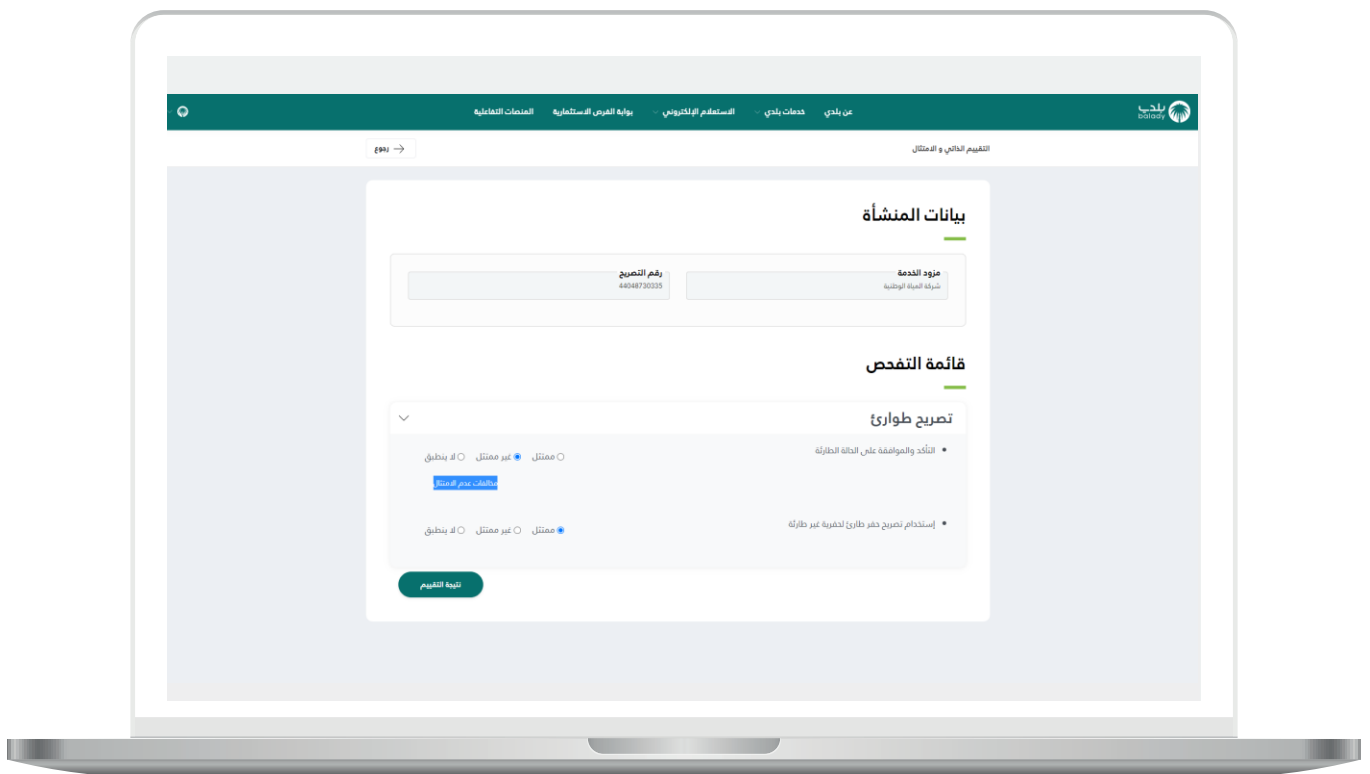 بلدي
balady
عن بلدي
خدمات بلدي
الاستعلام الإلكتروني
بوابة الفرص الاستثمارية
المنصات التفاعلية
التقييم الذاتي و الامتثال
رجوع
بيانات المنشأة
مزود الخدمة
شركة المياة الوطنية
رقم التصريح
44048730335
قائمة التفحص
تصريح طوارئ
التأكد والموافقة على الحالة الطارئة
ممتثل غير ممتثل لا ينطبق
مخالفات عدم الامتثال
إستخدام تصريح حفر طارئ لحفرية غير طارئة
ممتثل غير ممتثل لا ينطبق
نتيجة التقييم